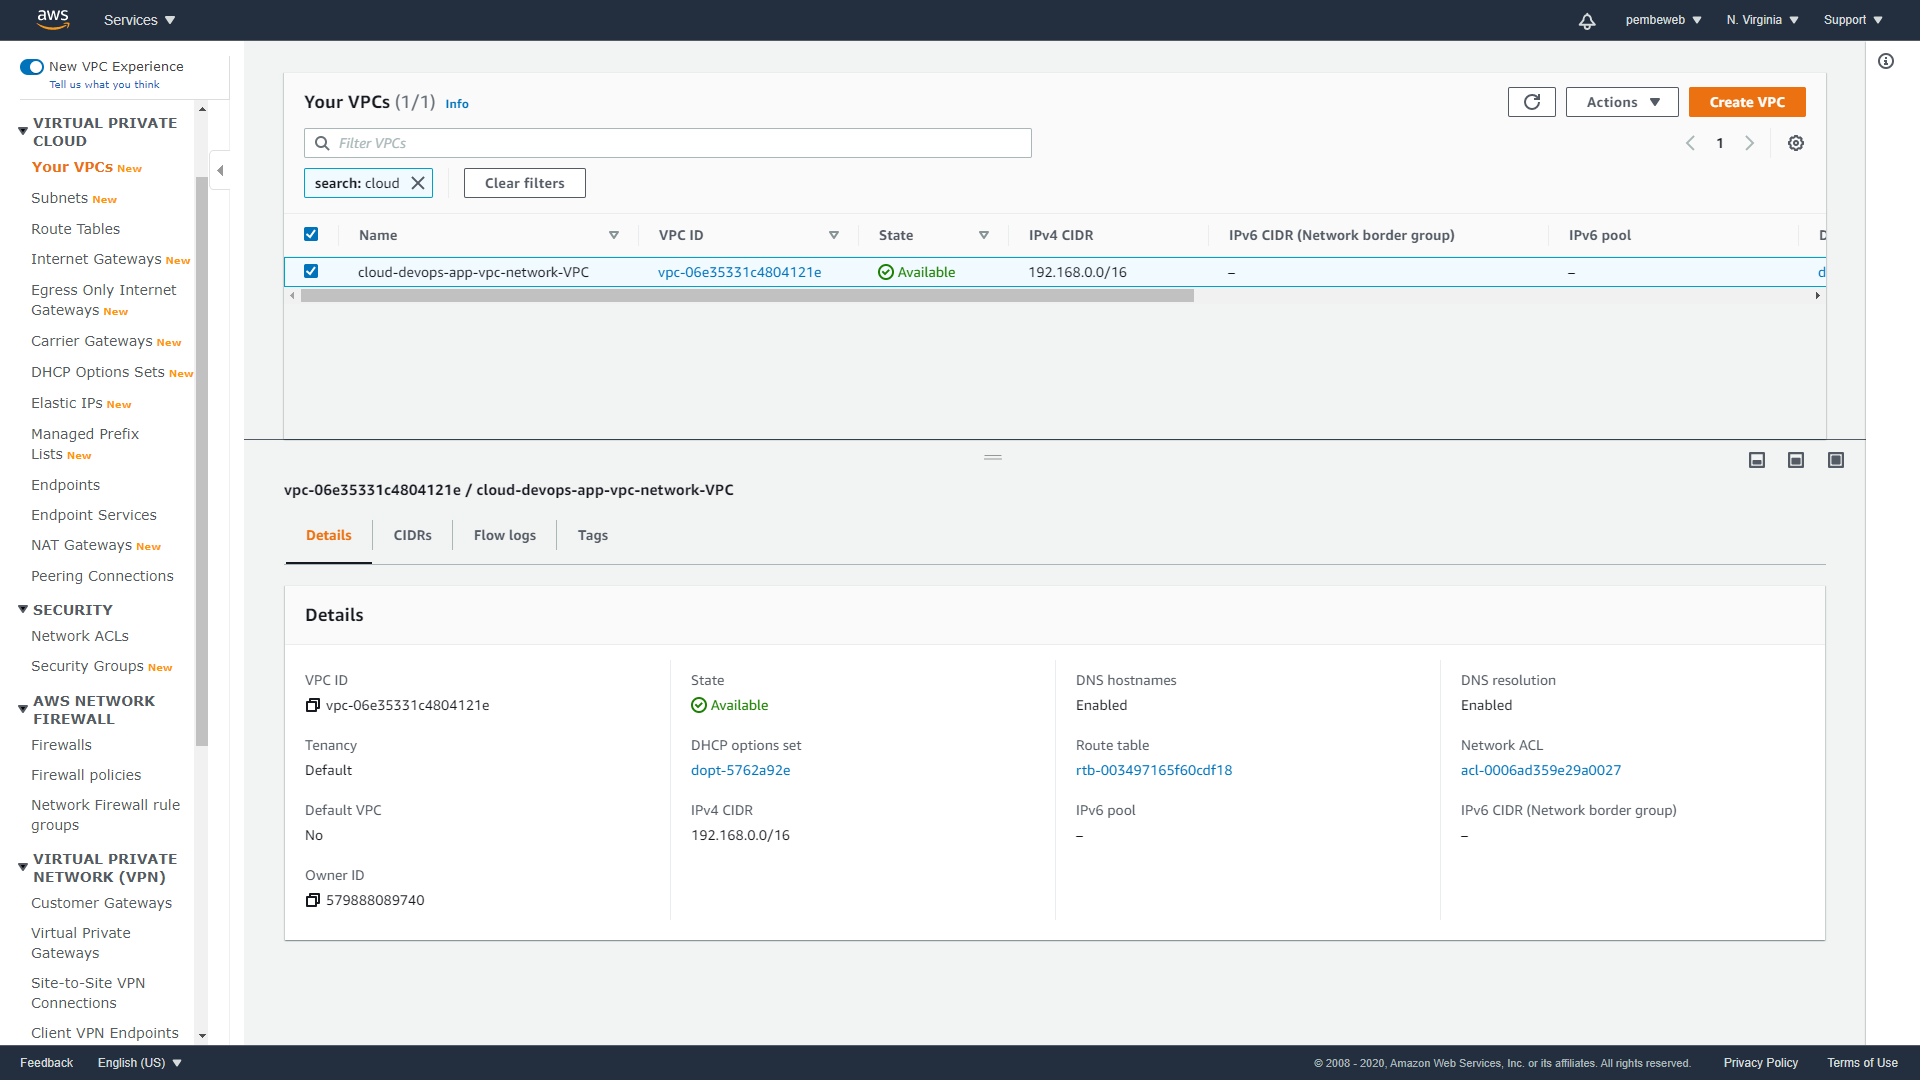 aws
Services
pembeweb
N. Virginia
Support
New VPC Experience
Tell us what you think
VIRTUAL PRIVATE
CLOUD
Your VPCs New
Subnets New
Route Tables
Internet Gateways New
Egress Only Internet
Gateways New
Carrier Gateways New
DHCP Options Sets New
Elastic IPs New
Managed Prefix
Lists New
Endpoints
Endpoint Services
NAT Gateways New
Peering Connections
SECURITY
Network ACLs
Security Groups New
AWS NETWORK
FIREWALL
Firewalls
Firewall policies
Network Firewall rule
groups
VIRTUAL PRIVATE
NETWORK (VPN)
Customer Gateways
Virtual Private
Gateways
Site-to-Site VPN
Connections
Client VPN Endpoints
Your VPCs (1/1) Info
Actions
Create VPC
Filter VPCs
1
search: cloud
Clear filters
Name VPC ID State IPv4 CIDR IPv6 CIDR (Network border group) IPv6 pool D
cloud-devops-app-vpc-network-VPC vpc-06e35331c4804121e Available 192.168.0.0/16 – – d
vpc-06e35331c4804121e / cloud-devops-app-vpc-network-VPC
Details CIDRs Flow logs Tags
Details
VPC ID
vpc-06e35331c4804121e
Tenancy
Default
Default VPC
No
Owner ID
579888089740
State
Available
DHCP options set
dopt-5762a92e
IPv4 CIDR
192.168.0.0/16
DNS hostnames
Enabled
Route table
rtb-003497165f60cdf18
IPv6 pool
–
DNS resolution
Enabled
Network ACL
acl-0006ad359e29a0027
IPv6 CIDR (Network border group)
–
Feedback
English (US)
© 2008 - 2020, Amazon Web Services, Inc. or its affiliates. All rights reserved.
Privacy Policy
Terms of Use